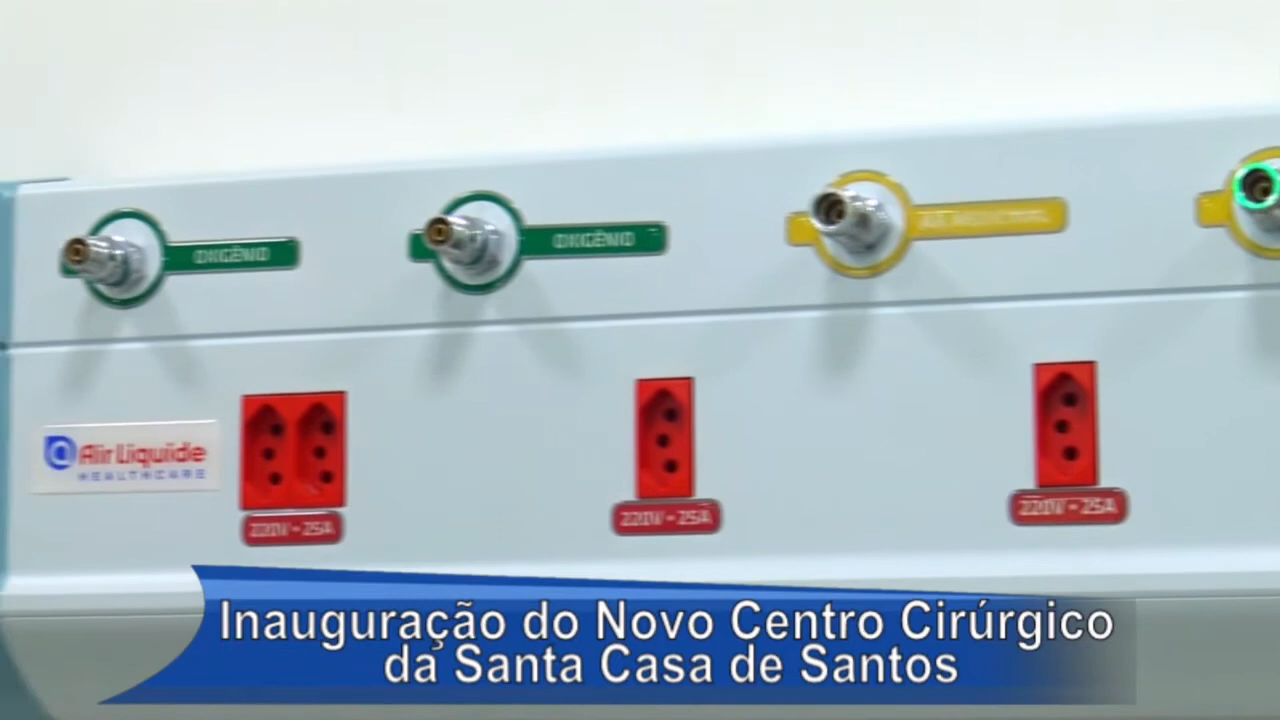 OXIGÊNIO
OXIGÊNIO
Air Liquide
HEALTHCARE
220V - 25A
220V - 25A
220V - 25A
Inauguração do Novo Centro Cirúrgico
da Santa Casa de Santos